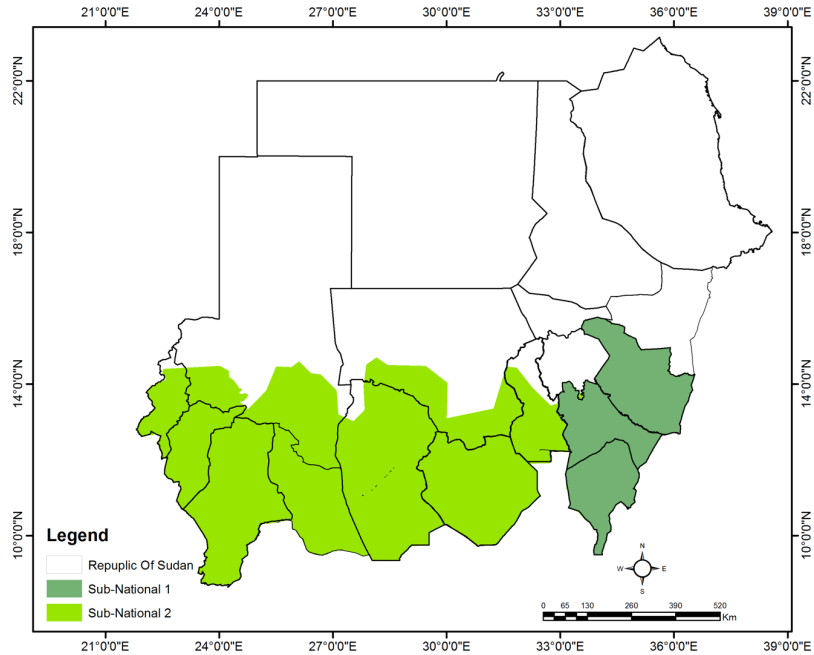 21°0'0"E 24°0'0"E 27°0'0"E 30°0'0"E 33°0'0"E 36°0'0"E 39°0'0"E
22°0'0"N 22°0'0"N
18°0'0"N 18°0'0"N
14°0'0"N 14°0'0"N
10°0'0"N 10°0'0"N
Legend
Repuplic Of Sudan
Sub-National 1
Sub-National 2
N
W E
S
0 65 130 260 390 520
Km
21°0'0"E 24°0'0"E 27°0'0"E 30°0'0"E 33°0'0"E 36°0'0"E 39°0'0"E